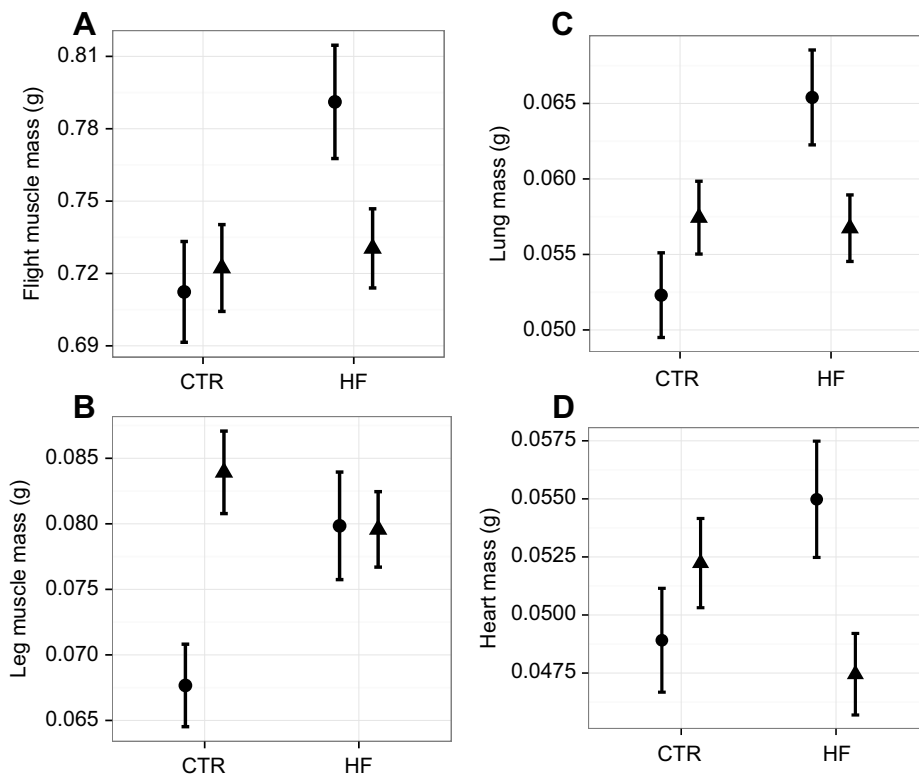 A
Flight muscle mass (g)
0.81
0.78
0.75
0.72
0.69
CTR HF
B
Leg muscle mass (g)
0.085
0.080
0.075
0.070
0.065
CTR HF
C
Lung mass (g)
0.065
0.060
0.055
0.050
CTR HF
D
Heart mass (g)
0.0575
0.0550
0.0525
0.0500
0.0475
CTR HF